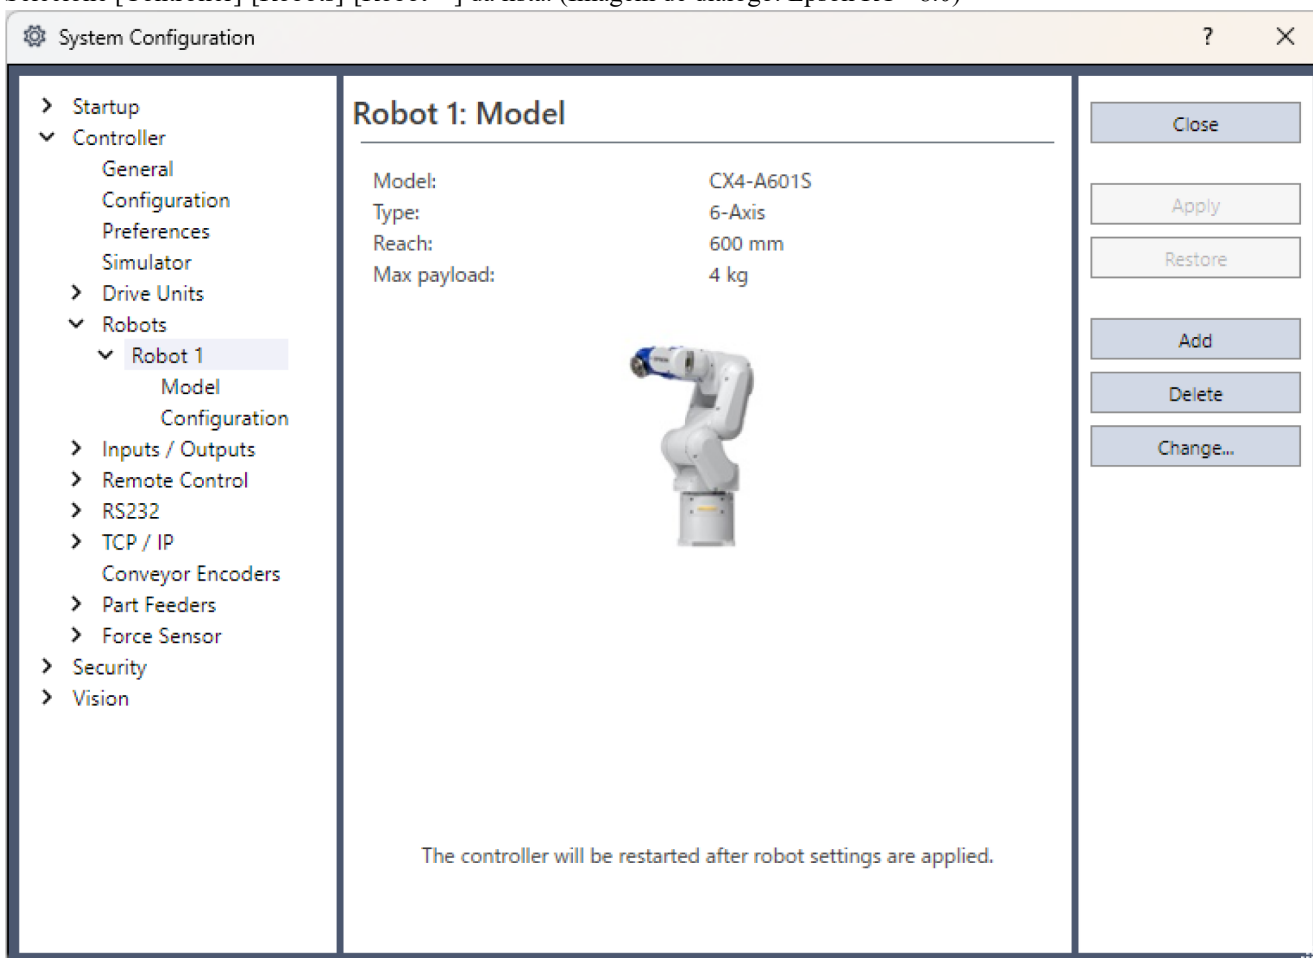 System Configuration
?
Startup
Controller
General
Configuration
Preferences
Simulator
Drive Units
Robots
Robot 1
Model
Configuration
Inputs / Outputs
Remote Control
RS232
TCP / IP
Conveyor Encoders
Part Feeders
Force Sensor
Security
Vision
Robot 1: Model
Model: CX4-A601S
Type: 6-Axis
Reach: 600 mm
Max payload: 4 kg
The controller will be restarted after robot settings are applied.
Close
Apply
Restore
Add
Delete
Change...